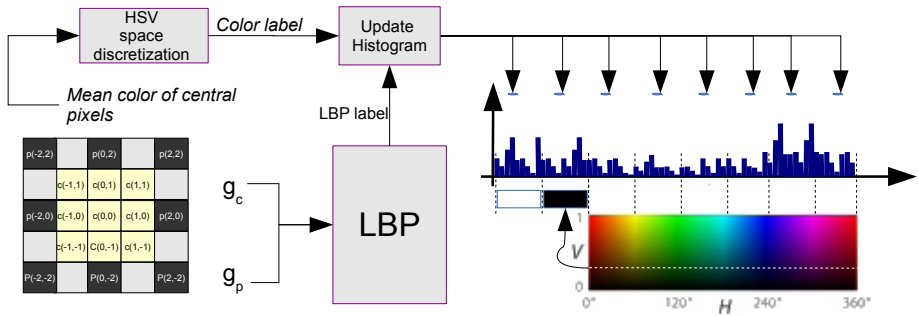 HSV
space
discretization
Color label
Update
Histogram
Mean color of central
pixels
LBP label
p(-2,2) p(0,2) p(2,2)
c(-1,1) c(0,1) c(1,1)
p(-2,0) c(-1,0) c(0,0) c(1,0) p(2,0)
c(-1,-1) C(0,-1) c(1,-1)
P(-2,-2) P(0,-2) P(2,-2)
gc
gp
LBP
1
V
0° 120° 240° 360°
H